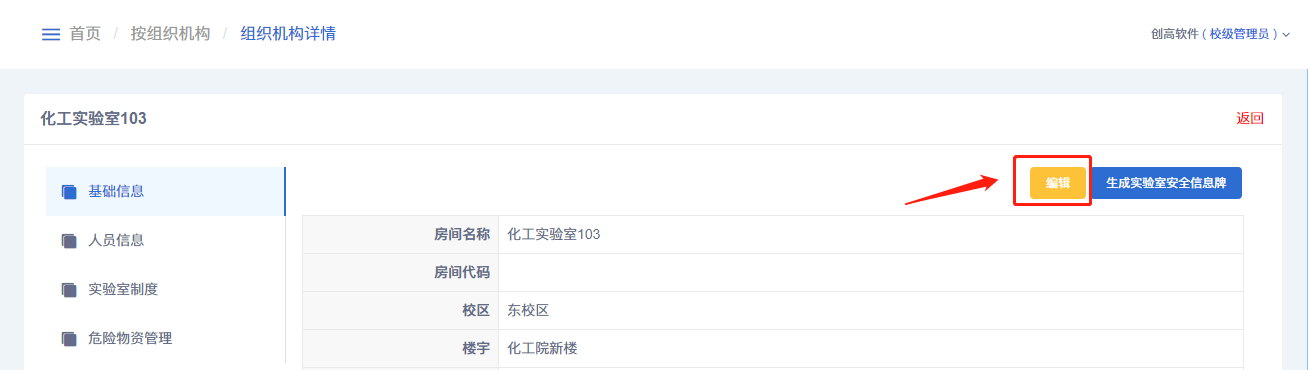 首页 / 按组织机构 / 组织机构详情
创高软件 ( 校级管理员 )
化工实验室103
返回
基础信息
人员信息
实验室制度
危险物资管理
编辑
生成实验室安全信息牌
房间名称 化工实验室103
房间代码
校区 东校区
楼宇 化工院新楼